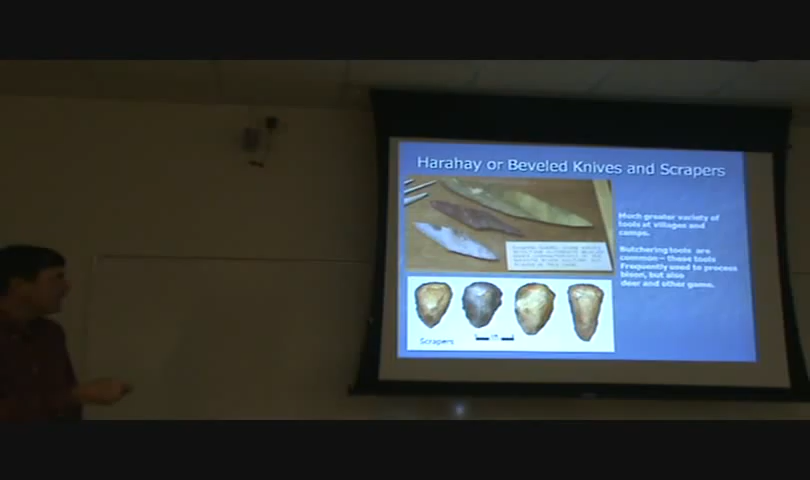 Harahay or Beveled Knives and Scrapers
Much greater variety of
tools at Villages and
camps.
Butchering tools are
common- these tools
Frequently used to process
bison, but also
deer and other game.
Scrapers